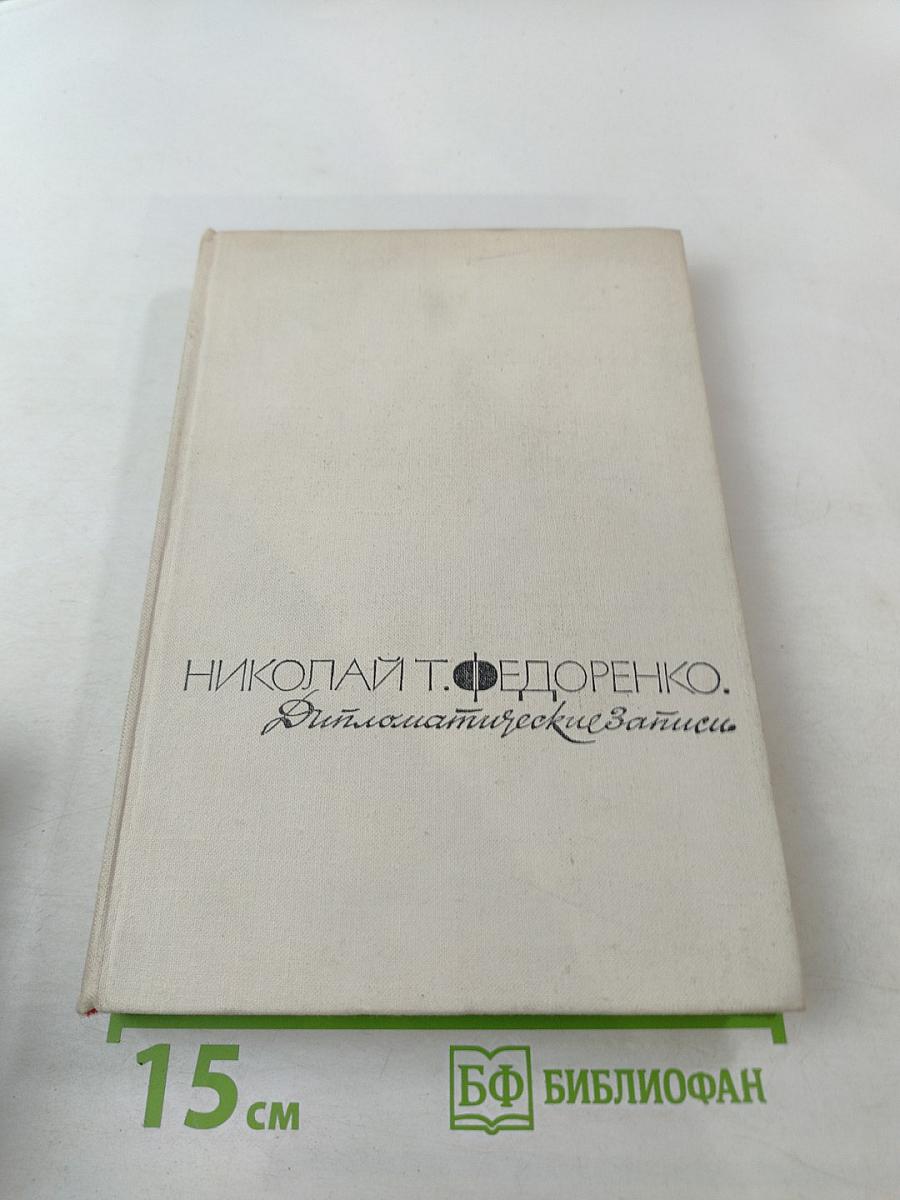 НИКОЛАЙ Т. ФЕДОРЕНКО.
Дипломатические Записи
15 см
БФ БИБЛИОФАН